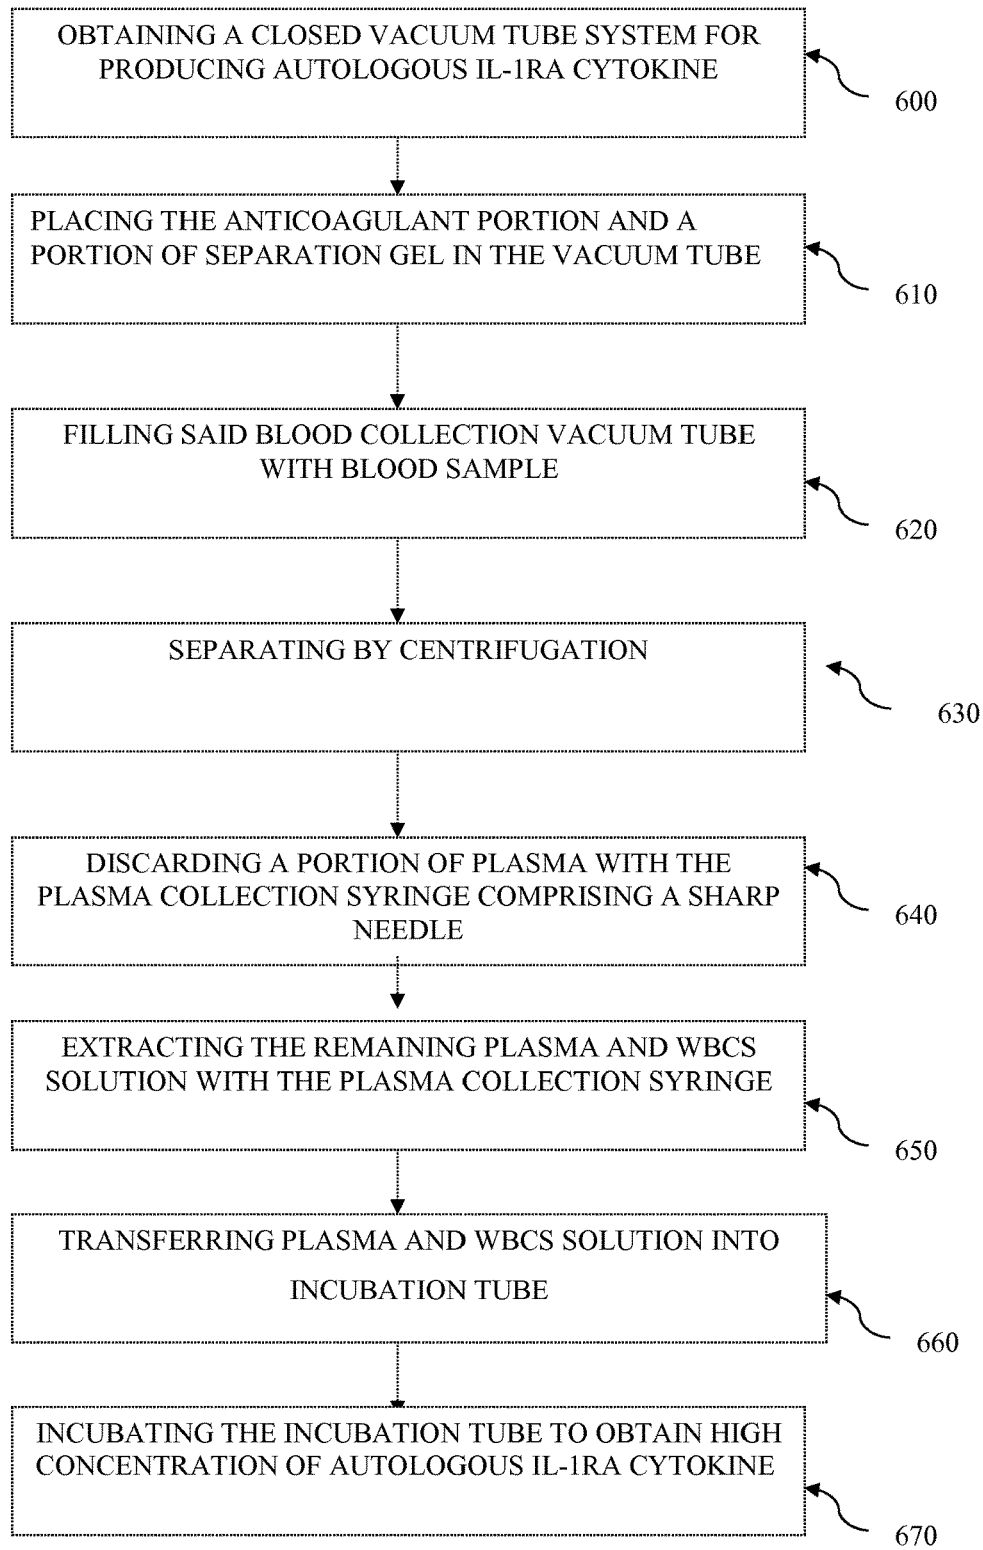 OBTAINING A CLOSED VACUUM TUBE SYSTEM FOR
PRODUCING AUTOLOGOUS IL-1RA CYTOKINE
600
PLACING THE ANTICOAGULANT PORTION AND A
PORTION OF SEPARATION GEL IN THE VACUUM TUBE
610
FILLING SAID BLOOD COLLECTION VACUUM TUBE
WITH BLOOD SAMPLE
620
SEPARATING BY CENTRIFUGATION
630
DISCARDING A PORTION OF PLASMA WITH THE
PLASMA COLLECTION SYRINGE COMPRISING A SHARP
NEEDLE
640
EXTRACTING THE REMAINING PLASMA AND WBCS
SOLUTION WITH THE PLASMA COLLECTION SYRINGE
650
TRANSFERRING PLASMA AND WBCS SOLUTION INTO
INCUBATION TUBE
660
INCUBATING THE INCUBATION TUBE TO OBTAIN HIGH
CONCENTRATION OF AUTOLOGOUS IL-1RA CYTOKINE
670